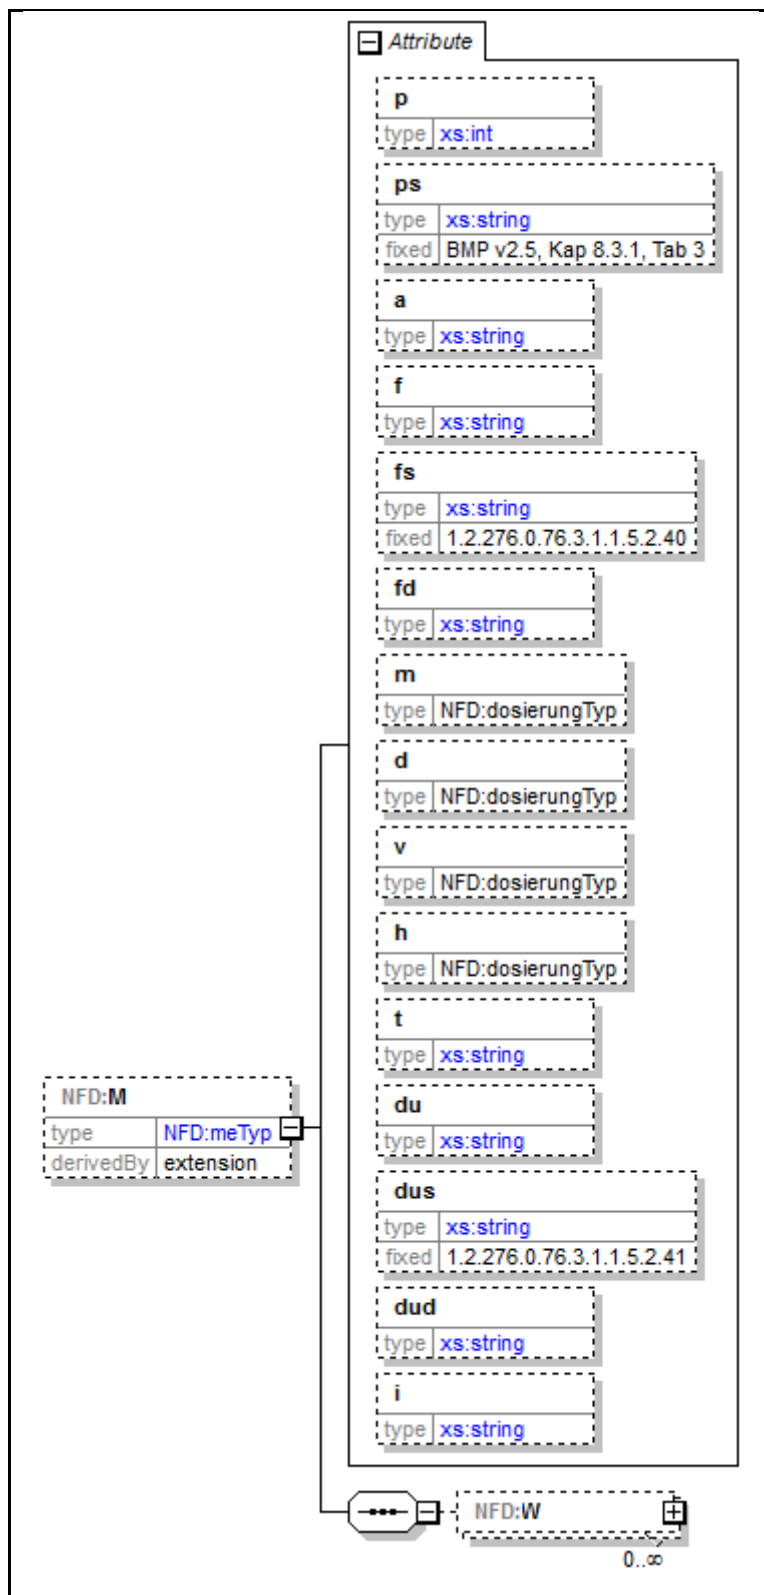 Attribute
p
type xs:int
ps
type xs:string
fixed BMP v2.5, Kap 8.3.1, Tab 3
a
type xs:string
f
type xs:string
fs
type xs:string
fixed 1.2.276.0.76.3.1.1.5.2.40
fd
type xs:string
m
type NFD:dosierungTyp
d
type NFD:dosierungTyp
v
type NFD:dosierungTyp
h
type NFD:dosierungTyp
t
type xs:string
du
type xs:string
dus
type xs:string
fixed 1.2.276.0.76.3.1.1.5.2.41
dud
type xs:string
i
type xs:string
NFD:M
type NFD:meTyp
derivedBy extension
NFD:W
0..∞